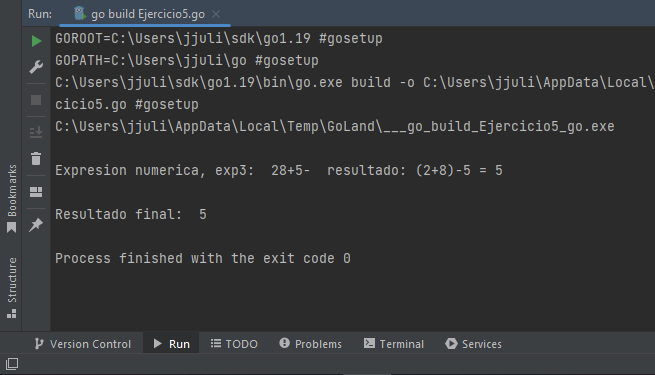 Run: go build Ejercicio5.go
GOROOT=C:\Users\jjuli\sdk\go1.19 #gosetup
GOPATH=C:\Users\jjuli\go #gosetup
C:\Users\jjuli\sdk\go1.19\bin\go.exe build -o C:\Users\jjuli\AppData\Local\
cicio5.go #gosetup
C:\Users\jjuli\AppData\Local\Temp\GoLand\___go_build_Ejercicio5_go.exe
Expresion numerica, exp3:  28+5-  resultado: (2+8)-5 = 5
Resultado final:  5
Process finished with the exit code 0
Bookmarks
Structure
Version Control Run TODO Problems Terminal Services